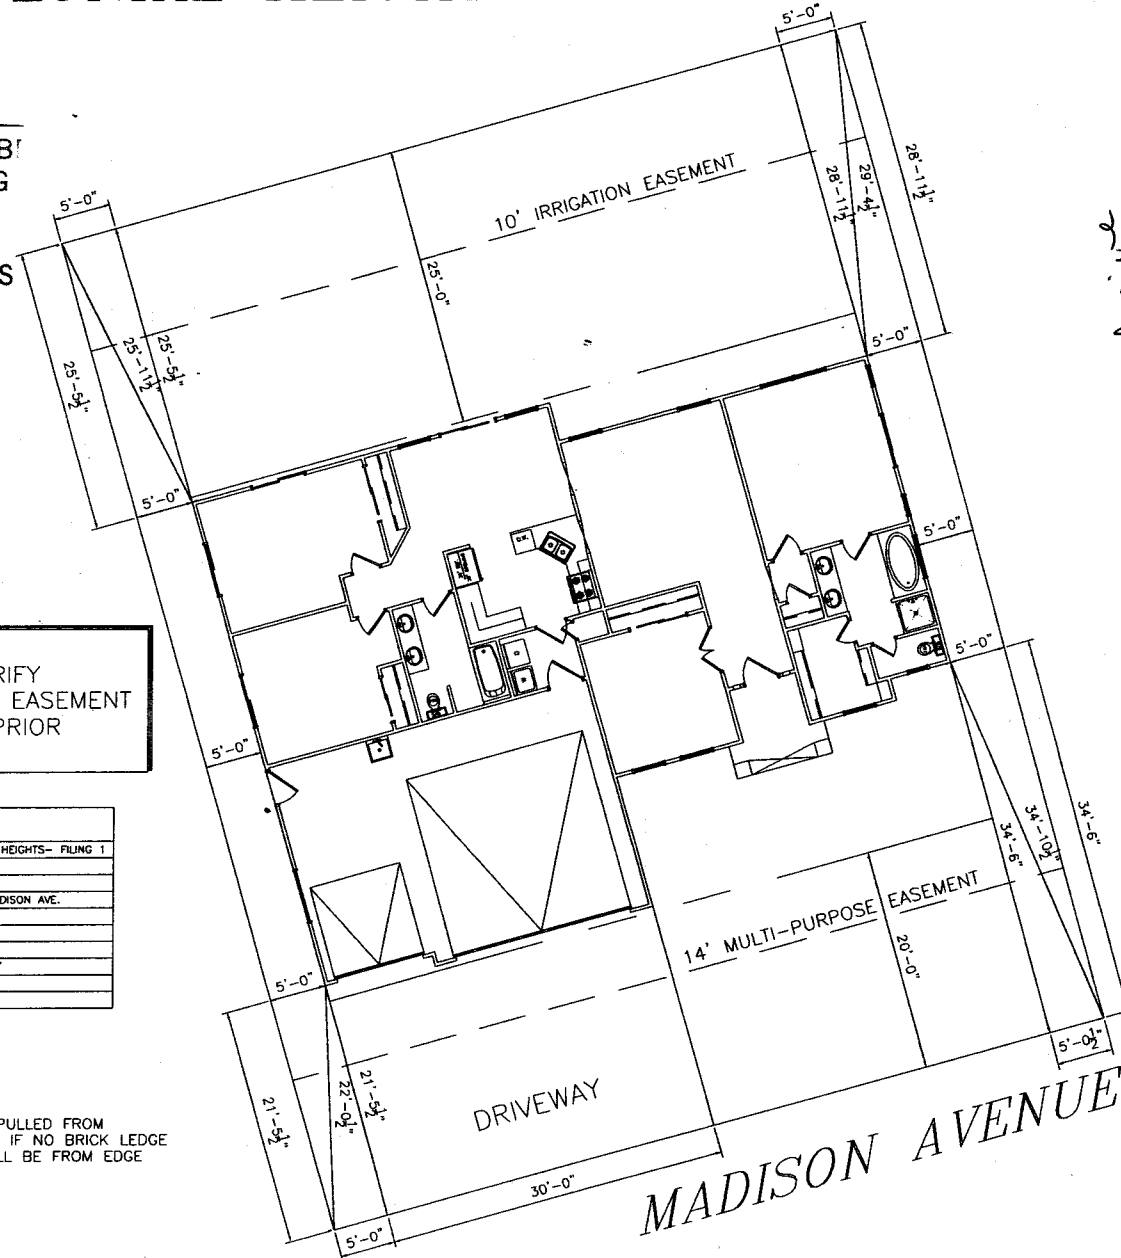 5'-0"
5'-0"
10' IRRIGATION EASEMENT
28'-11½"
29'-4½"
28'-11½"
25'-0"
25'-5½"
25'-11½"
25'-5½"
S
5'-0"
5'-0"
5'-0"
D.W.
RIFY
EASEMENT
PRIOR
5'-0"
5'-0"
HEIGHTS- FILING 1
DISON AVE.
34'-6"
34'-10½"
34'-6"
14' MULTI-PURPOSE EASEMENT
20'-0"
5'-0"
21'-5½"
22'-0½"
21'-5½"
DRIVEWAY
5'-0½"
30'-0"
5'-0"
PULLED FROM
IF NO BRICK LEDGE
LL BE FROM EDGE
MADISON AVENUE